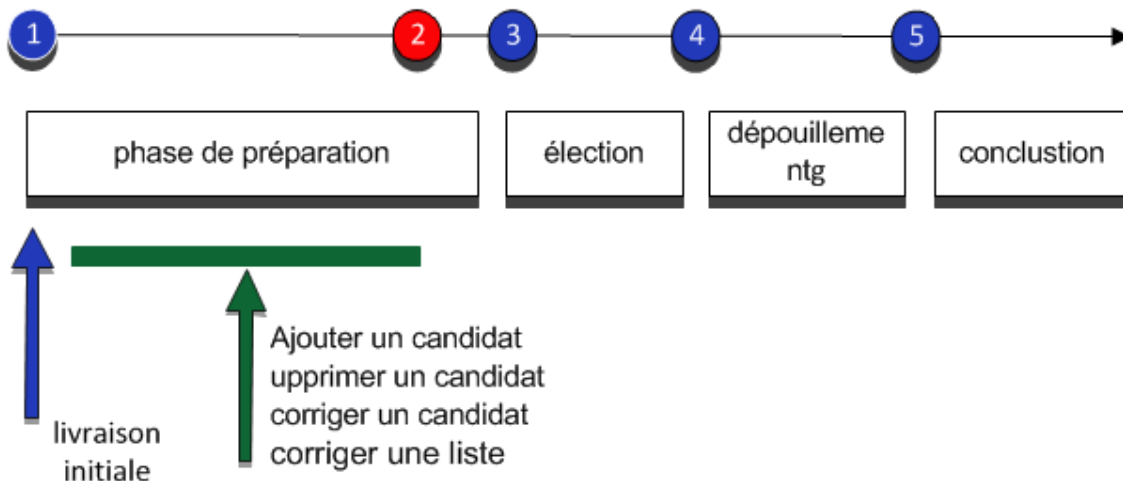 1
2
3
4
5
phase de préparation
élection
dépouilleme
ntg
conclustion
Ajouter un candidat
upprimer un candidat
corriger un candidat
corriger une liste
livraison
initiale